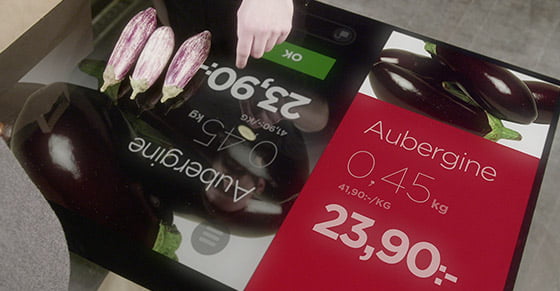 OK
23,90:-
41,90:-/KG
0,45 kg
Aubergine
Aubergine
0,45 kg
41,90:-/KG
23,90:-